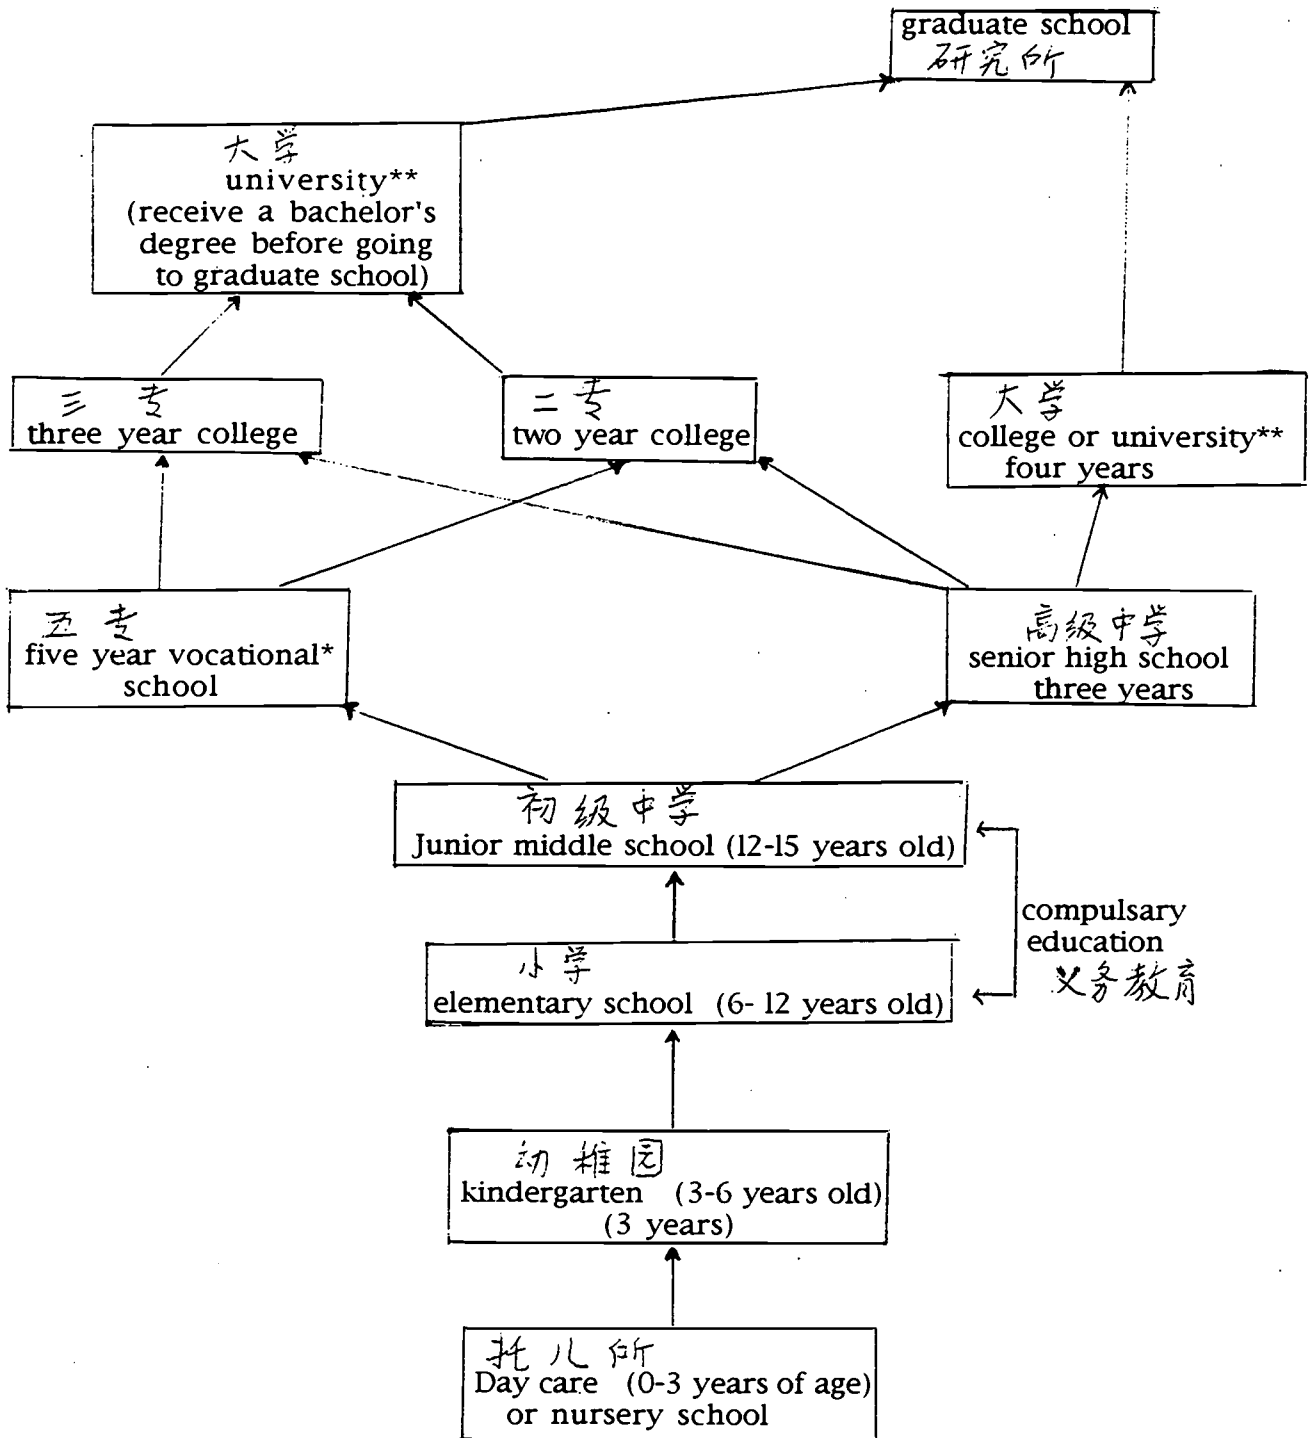 graduate school
研究所
大学
university**
(receive a bachelor's
degree before going
to graduate school)
三 专
three year college
二 专
two year college
大学
college or university**
four years
五 专
five year vocational*
school
高级中学
senior high school
three years
初级中学
Junior middle school (12-15 years old)
compulsary
education
义务教育
小学
elementary school (6- 12 years old)
幼稚园
kindergarten (3-6 years old)
(3 years)
托儿所
Day care (0-3 years of age)
or nursery school